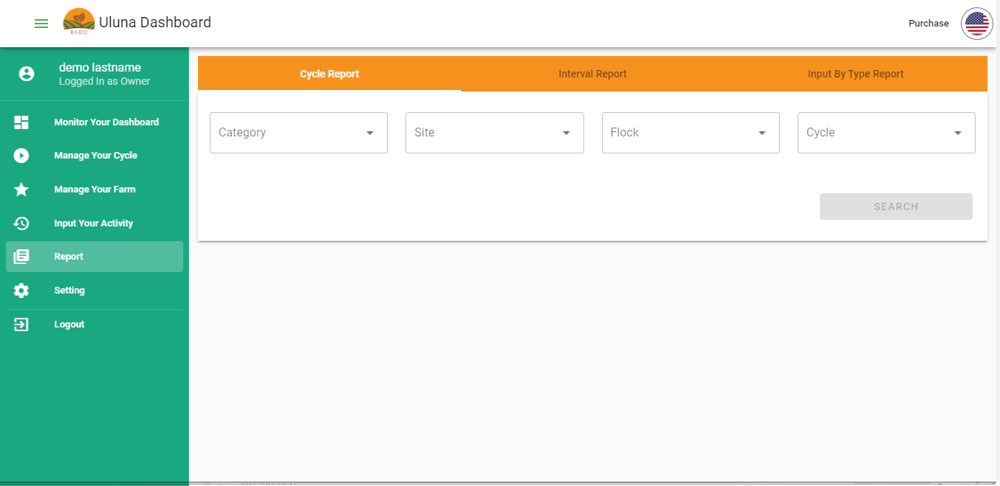 Uluna Dashboard
BAKU
Purchase
demo lastname
Logged In as Owner
Monitor Your Dashboard
Manage Your Cycle
Manage Your Farm
Input Your Activity
Report
Setting
Logout
Cycle Report
Interval Report
Input By Type Report
Category
Site
Flock
Cycle
SEARCH